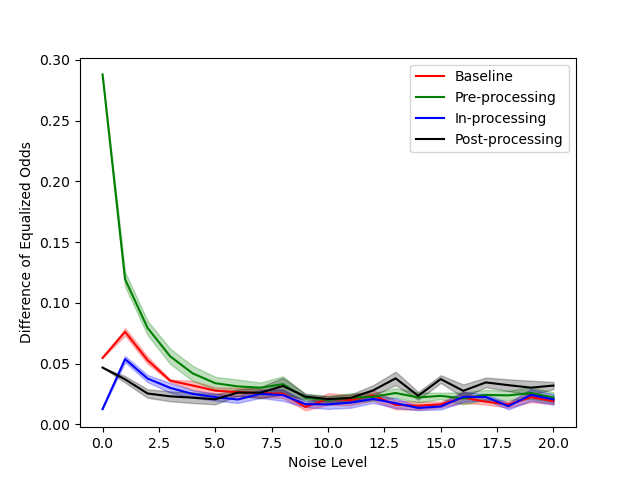 Difference of Equalized Odds
0.30
0.25
0.20
0.15
0.10
0.05
0.00
Baseline
Pre-processing
In-processing
Post-processing
0.0 2.5 5.0 7.5 10.0 12.5 15.0 17.5 20.0
Noise Level